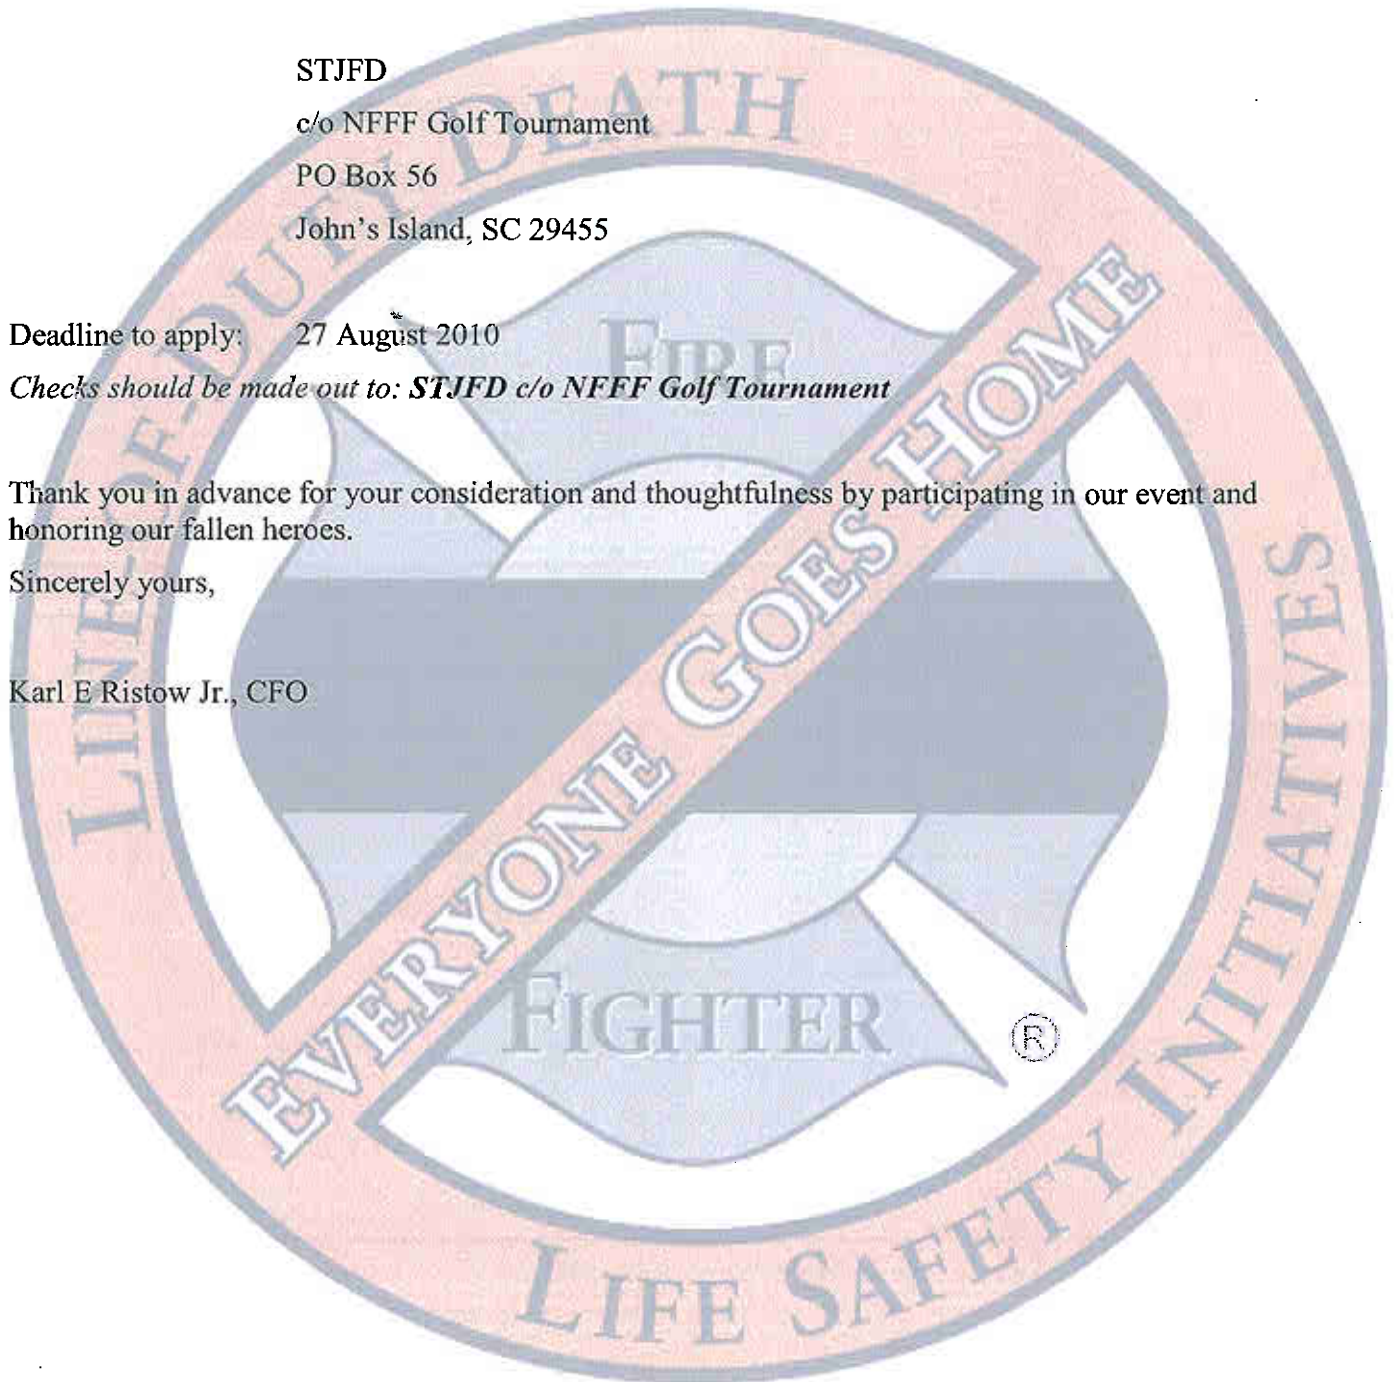 STJFD
c/o NFFF Golf Tournament
PO Box 56
John's Island, SC 29455
Deadline to apply: 27 August 2010
Checks should be made out to: STJFD c/o NFFF Golf Tournament
Thank you in advance for your consideration and thoughtfulness by participating in our event and
honoring our fallen heroes.
Sincerely yours,
Karl E Ristow Jr., CFO
LINE-OF-DUTY DEATH
FIRE
EVERYONE GOES HOME
FIGHTER
®
LIFE SAFETY INITIATIVES